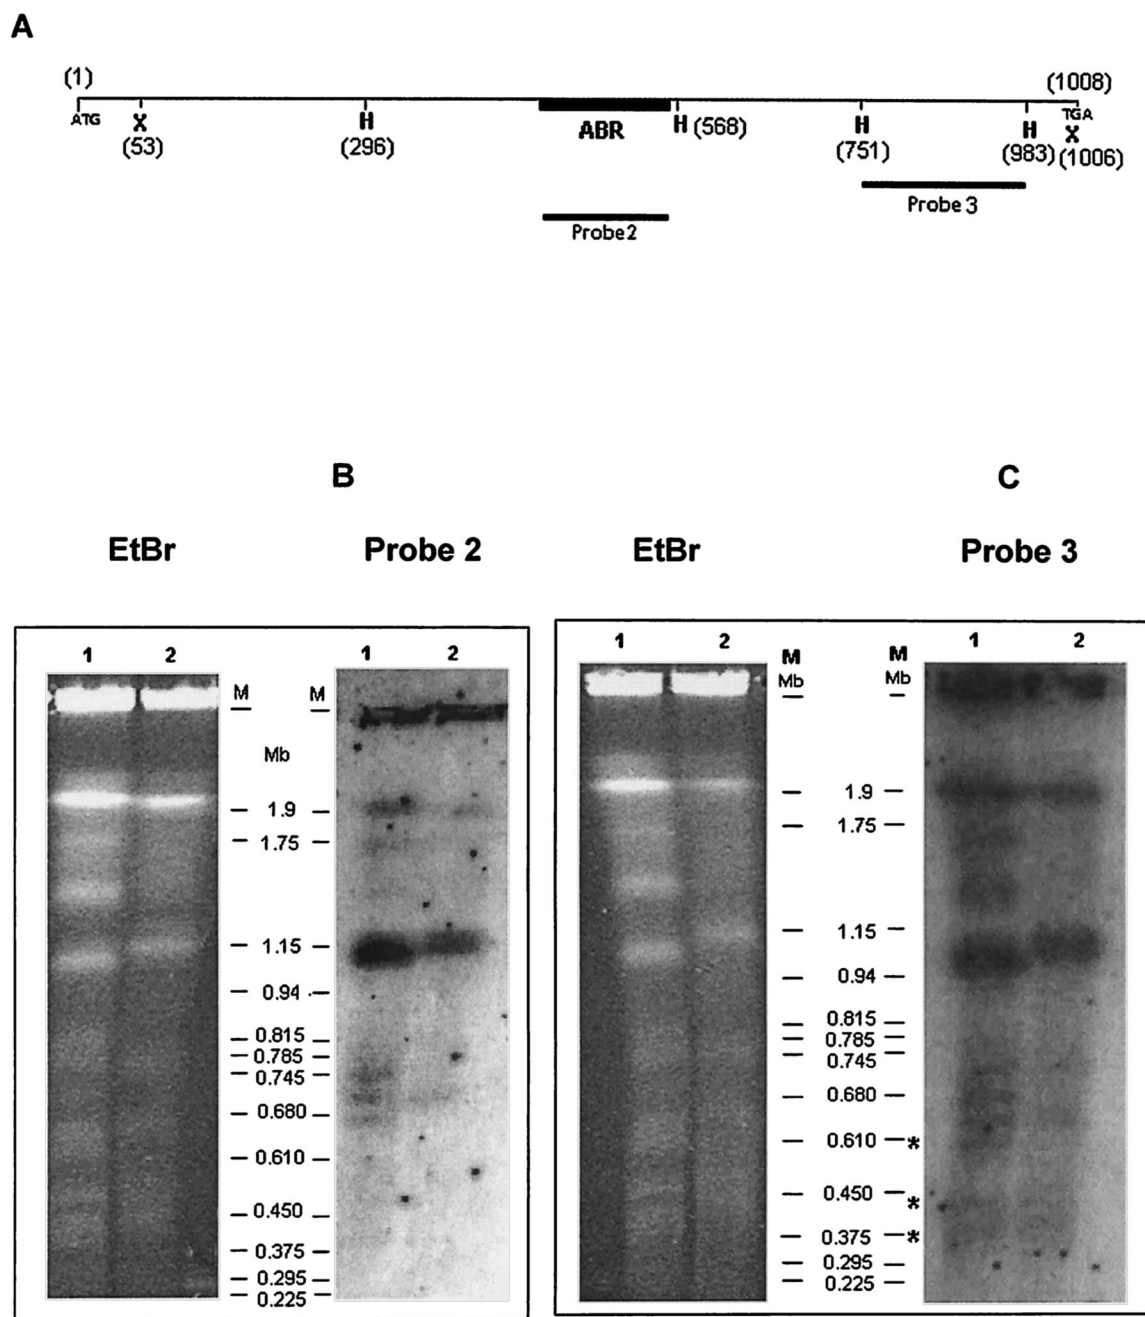 A
(1)
(1008)
ATG
X
(53)
H
(296)
ABR
H (568)
H
(751)
H
(983)
TGA
X
(1006)
Probe 3
Probe 2
B
C
EtBr
Probe 2
EtBr
Probe 3
1 2
1 2
1 2
1 2
M
M
Mb
1.9
1.75
1.15
0.94
0.815
0.785
0.745
0.680
0.610
0.450
0.375
0.295
0.225
M
Mb
M
Mb
1.9
1.75
1.15
0.94
0.815
0.785
0.745
0.680
0.610 *
0.450
*
0.375 *
0.295
0.225